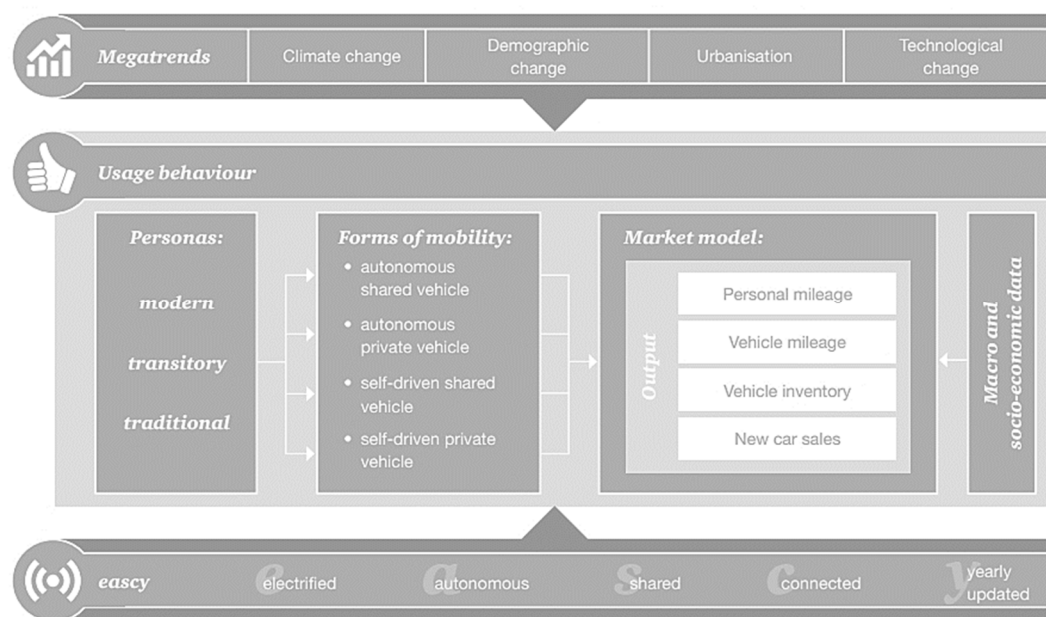 Megatrends
Climate change
Demographic
change
Urbanisation
Technological
change
Usage behaviour
Personas:
modern
transitory
traditional
Forms of mobility:
• autonomous
shared vehicle
• autonomous
private vehicle
• self-driven shared
vehicle
• self-driven private
vehicle
Market model:
Output
Personal mileage
Vehicle mileage
Vehicle inventory
New car sales
Macro and
socio-economic data
eascy
e electrified
a autonomous
s shared
c connected
y yearly
updated